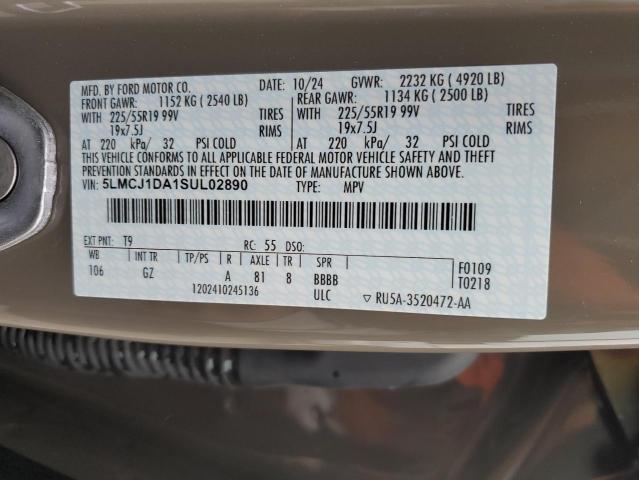 MFD. BY FORD MOTOR CO. DATE: 10/24 GVWR: 2232 KG ( 4920 LB)
FRONT GAWR: 1152 KG ( 2540 LB) REAR GAWR: 1134 KG ( 2500 LB)
WITH 225/55R19 99V TIRES WITH 225/55R19 99V TIRES
19x7.5J RIMS 19x7.5J RIMS
AT 220 kPa/ 32 PSI COLD AT 220 kPa/ 32 PSI COLD
THIS VEHICLE CONFORMS TO ALL APPLICABLE FEDERAL MOTOR VEHICLE SAFETY AND THEFT
PREVENTION STANDARDS IN EFFECT ON THE DATE OF MANUFACTURE SHOWN ABOVE.
VIN: 5LMCJ1DA1SUL02890 TYPE: MPV
EXT PNT: T9 RC: 55 DSO:
WB INT TR TP/PS R AXLE TR SPR F0109
106 GZ A 81 8 BBBB T0218
1202410245136 ULC ▽ RU5A-3520472-AA